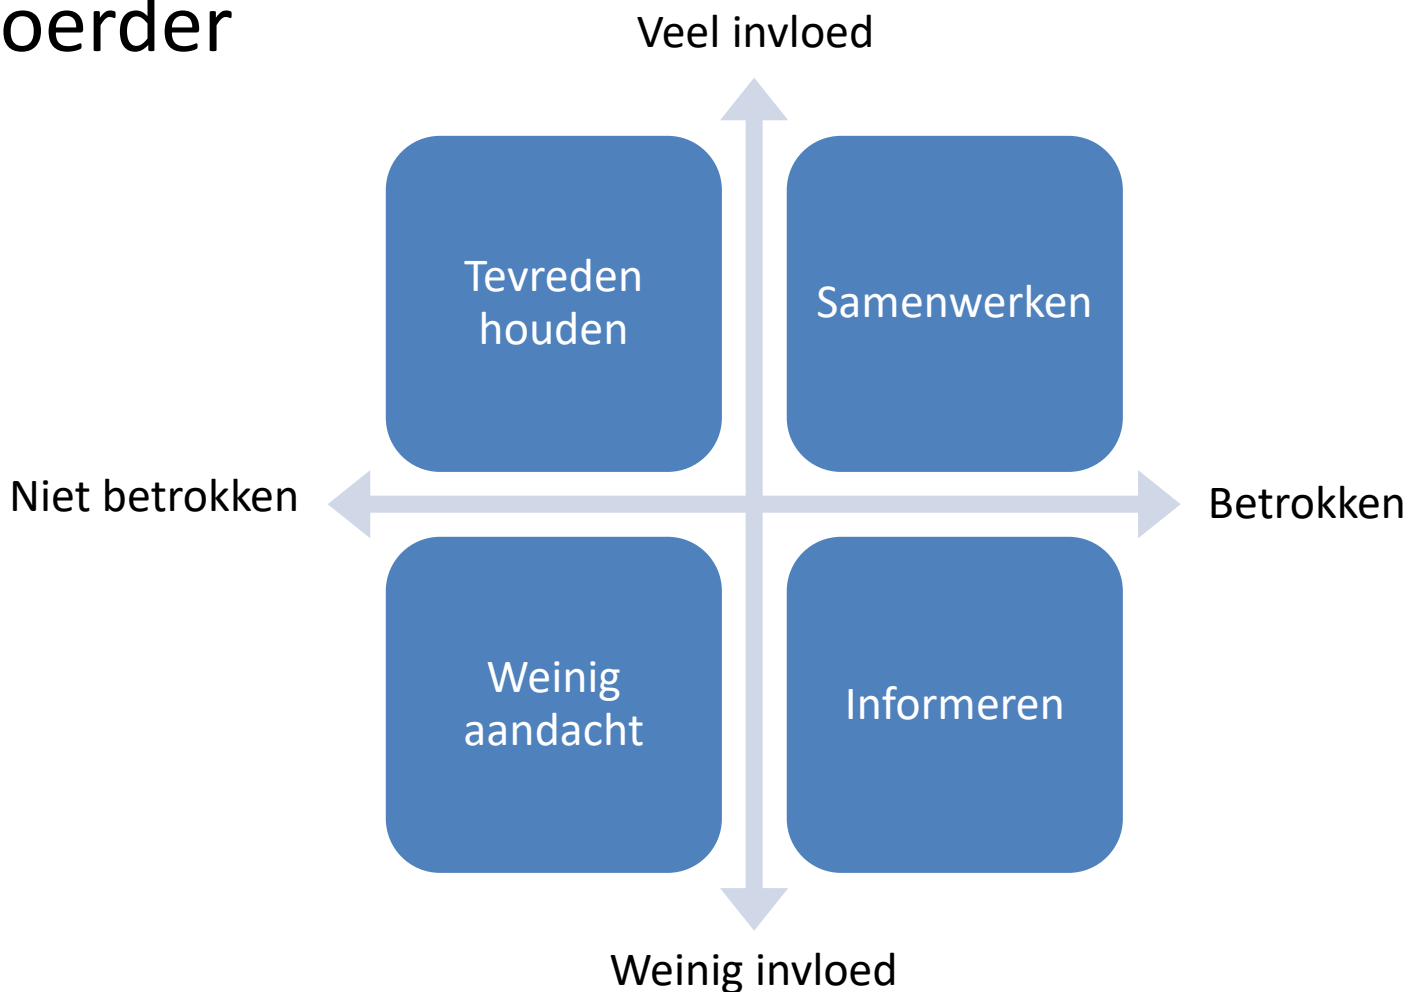 oerder
Veel invloed
Tevreden
houden
Samenwerken
Niet betrokken
Betrokken
Weinig
aandacht
Informeren
Weinig invloed